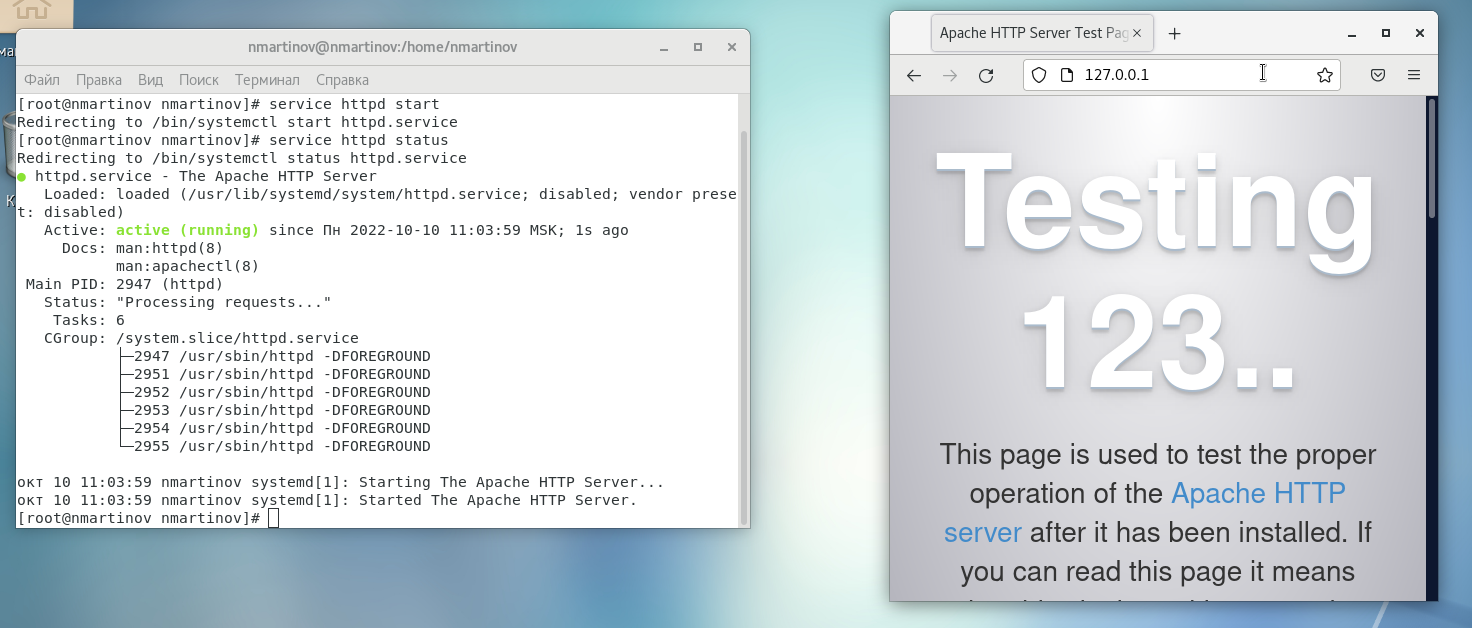 nmartinov@nmartinov:/home/nmartinov
Файл Правка Вид Поиск Терминал Справка
[root@nmartinov nmartinov]# service httpd start
Redirecting to /bin/systemctl start httpd.service
[root@nmartinov nmartinov]# service httpd status
Redirecting to /bin/systemctl status httpd.service
● httpd.service - The Apache HTTP Server
   Loaded: loaded (/usr/lib/systemd/system/httpd.service; disabled; vendor prese
t: disabled)
   Active: active (running) since Пн 2022-10-10 11:03:59 MSK; 1s ago
     Docs: man:httpd(8)
           man:apachectl(8)
 Main PID: 2947 (httpd)
   Status: "Processing requests..."
    Tasks: 6
   CGroup: /system.slice/httpd.service
           ├─2947 /usr/sbin/httpd -DFOREGROUND
           ├─2951 /usr/sbin/httpd -DFOREGROUND
           ├─2952 /usr/sbin/httpd -DFOREGROUND
           ├─2953 /usr/sbin/httpd -DFOREGROUND
           ├─2954 /usr/sbin/httpd -DFOREGROUND
           └─2955 /usr/sbin/httpd -DFOREGROUND
окт 10 11:03:59 nmartinov systemd[1]: Starting The Apache HTTP Server...
окт 10 11:03:59 nmartinov systemd[1]: Started The Apache HTTP Server.
[root@nmartinov nmartinov]#
Apache HTTP Server Test Pag
127.0.0.1
Testing
123..
This page is used to test the proper
operation of the Apache HTTP
server after it has been installed. If
you can read this page it means